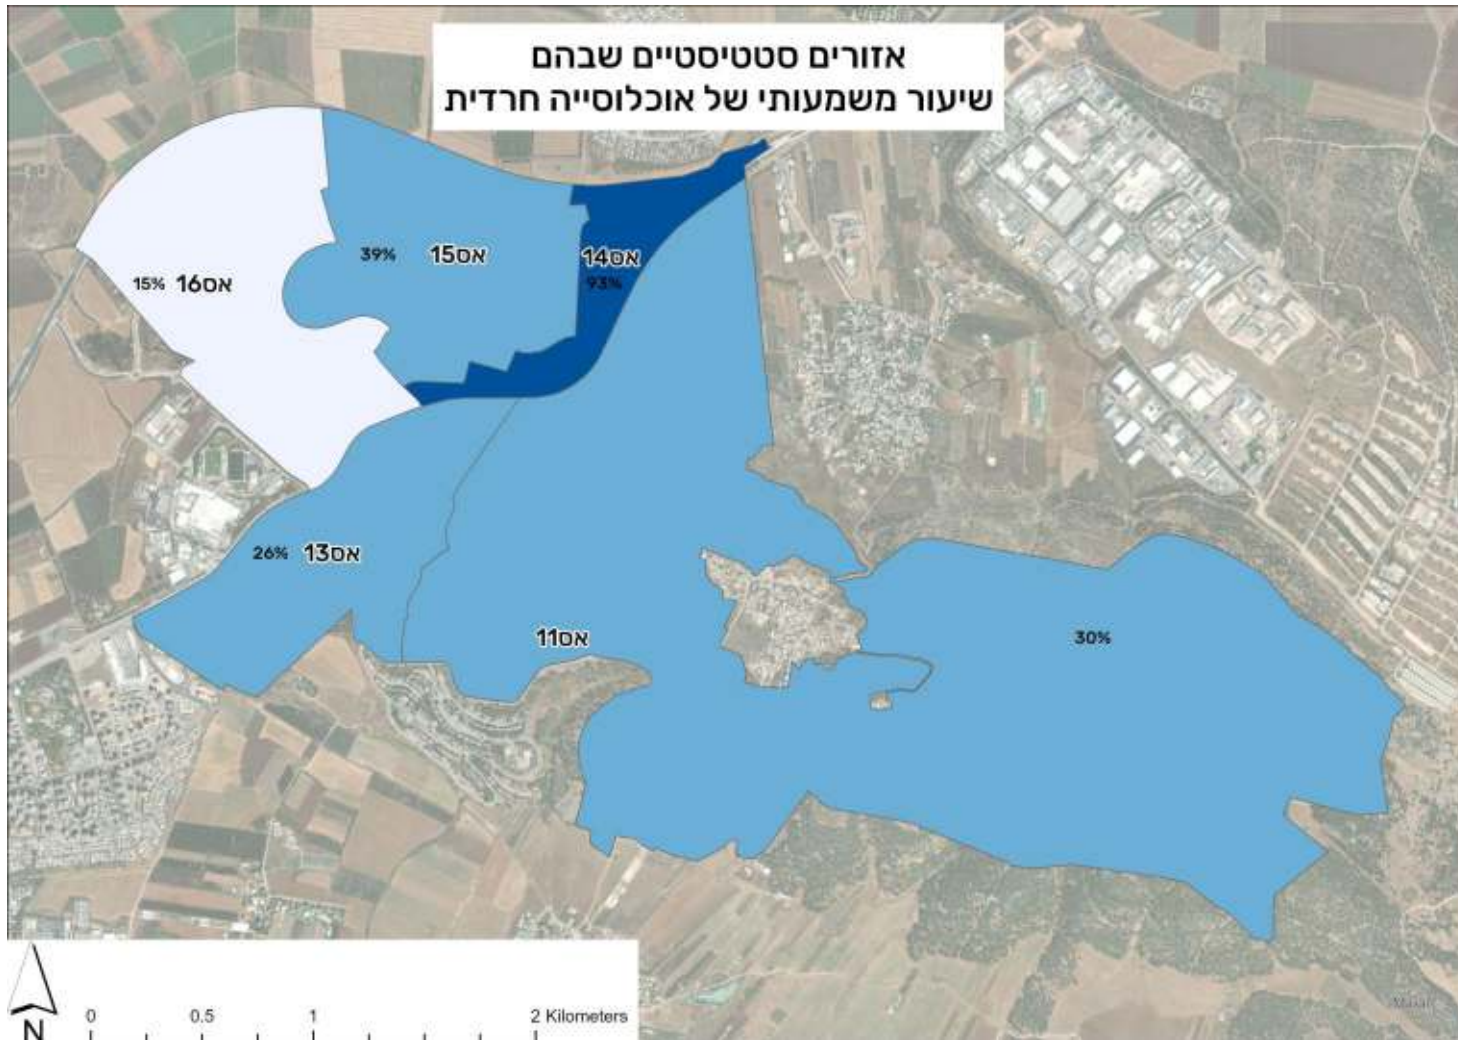 אזורים סטטיסטיים שבהם
שיעור משמעותי של אוכלוסייה חרדית
39% אס15
אס14
93%
15% אס16
26% אס13
אס11
30%
0 0.5 1 2 Kilometers
N